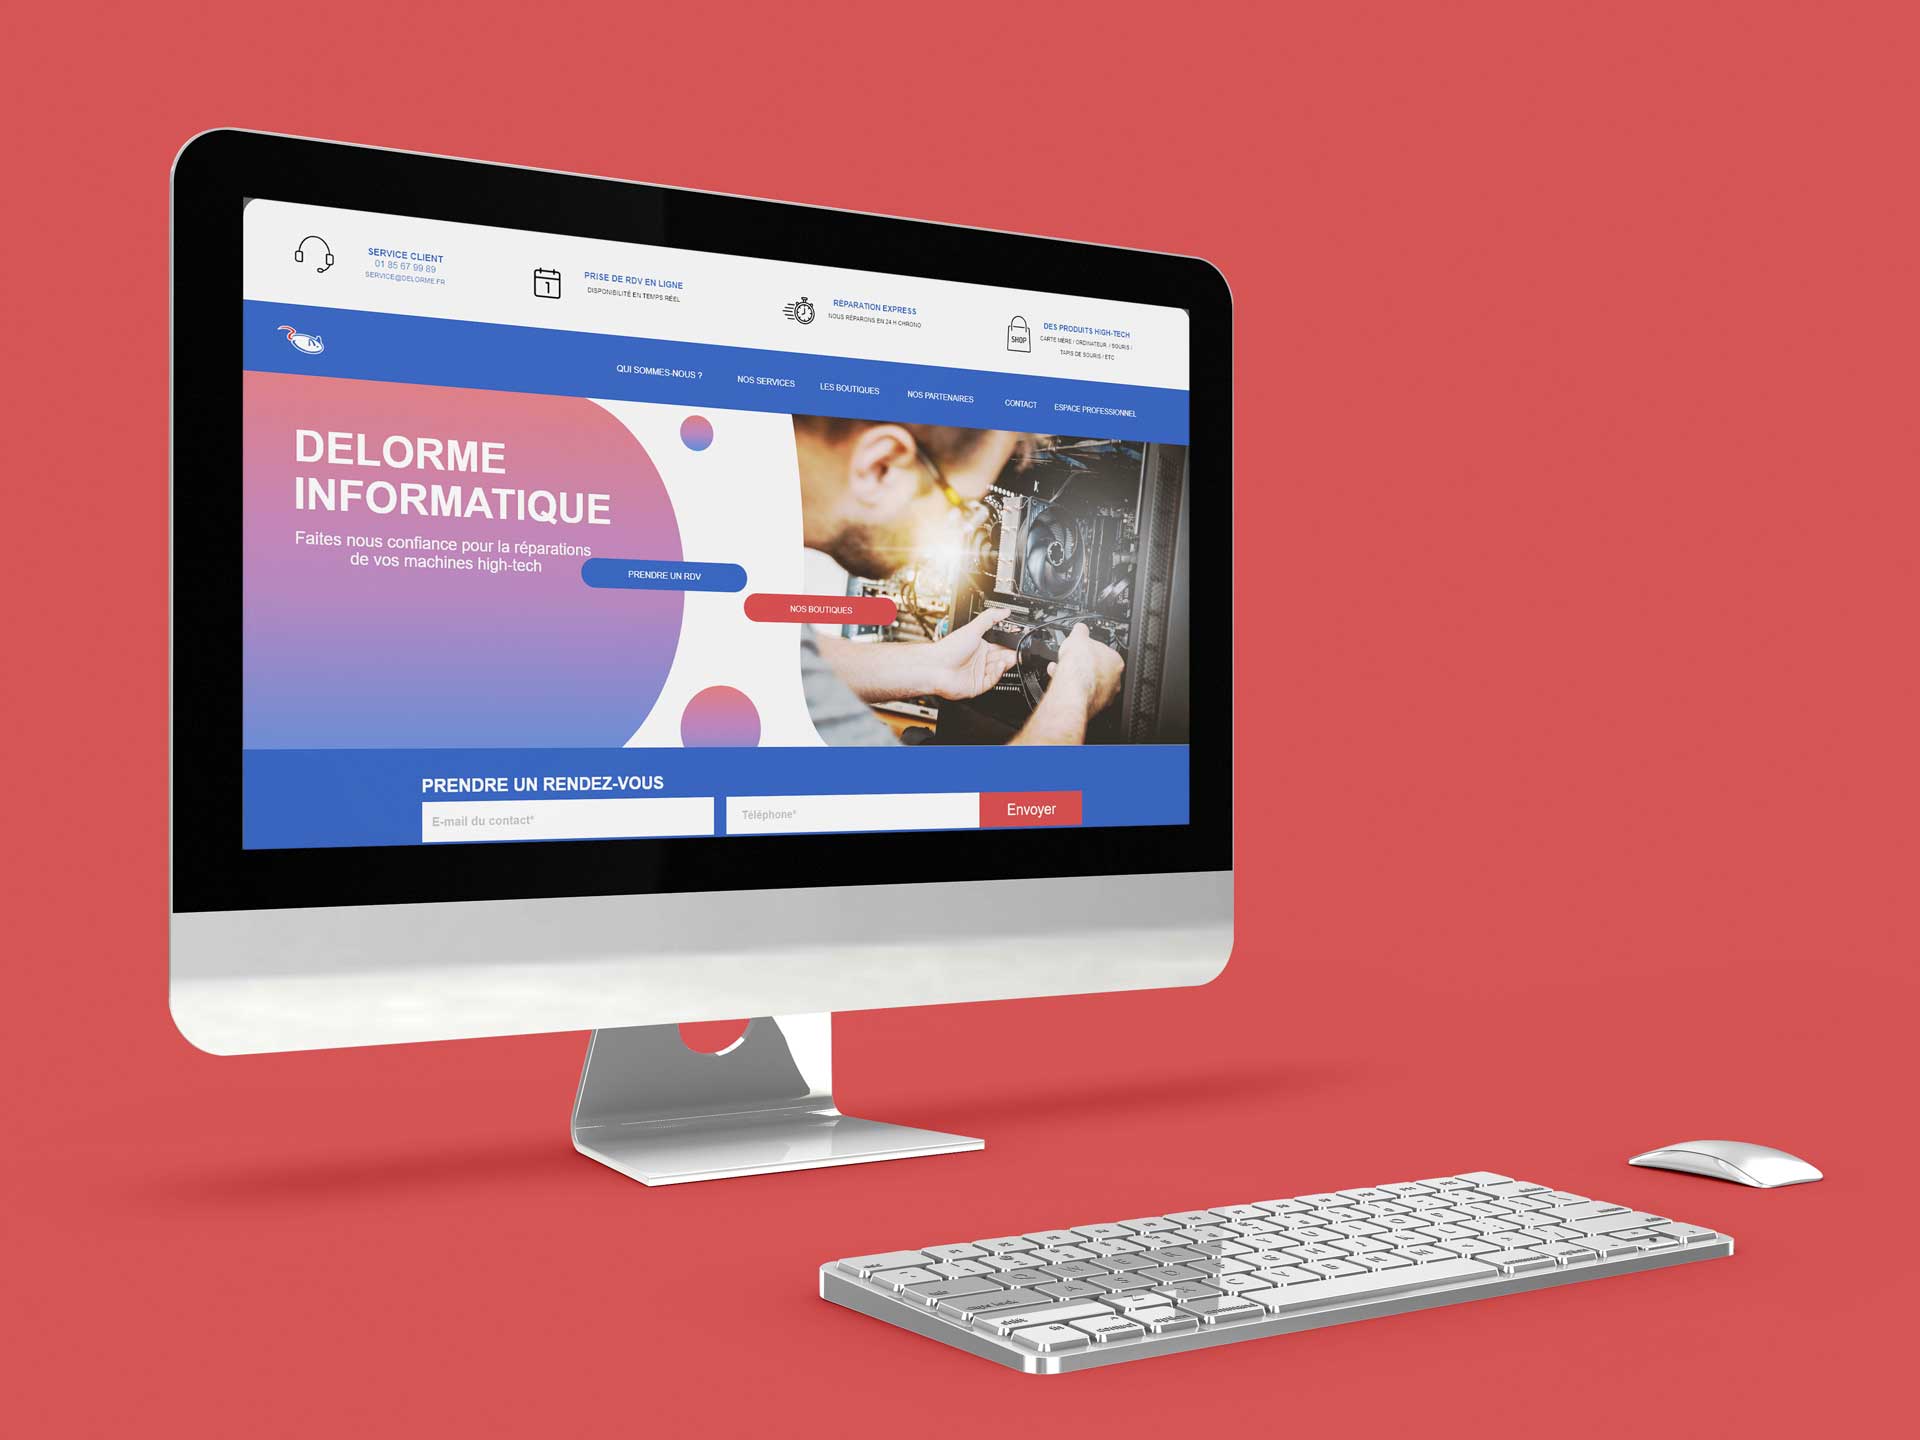 SERVICE CLIENT
01 85 67 99 89
SERVICE@DELORME.FR
1
PRISE DE RDV EN LIGNE
DISPONIBILITÉ EN TEMPS RÉEL
RÉPARATION EXPRESS
NOUS RÉPARONS EN 24 H CHRONO
SHOP
DES PRODUITS HIGH-TECH
CARTE MÈRE / ORDINATEUR / SOURIS /
TAPIS DE SOURIS / ETC
QUI SOMMES-NOUS ?
NOS SERVICES
LES BOUTIQUES
NOS PARTENAIRES
CONTACT
ESPACE PROFESSIONNEL
DELORME
INFORMATIQUE
Faites nous confiance pour la réparations
de vos machines high-tech
PRENDRE UN RDV
NOS BOUTIQUES
PRENDRE UN RENDEZ-VOUS
E-mail du contact*
Téléphone*
Envoyer